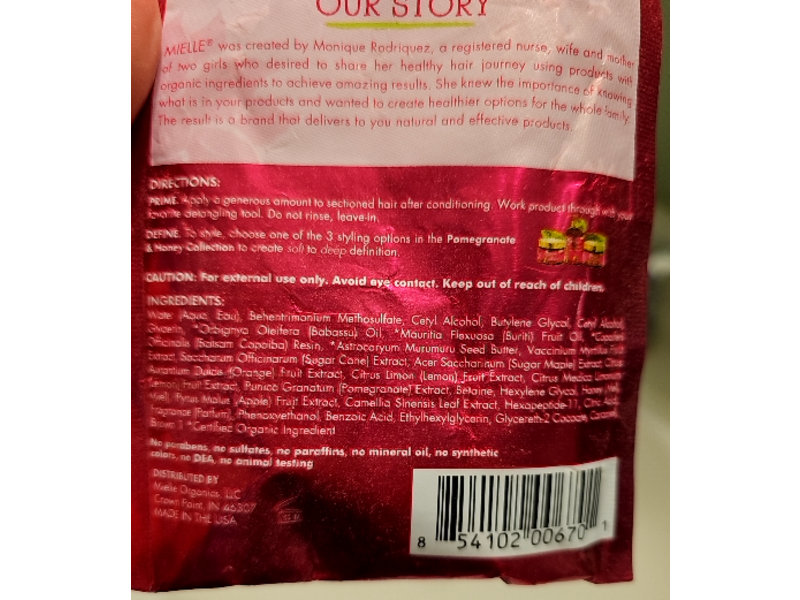 OUR STORY
MIELLE® was created by Monique Rodriquez, a registered nurse, wife and mother
of two girls who desired to share her healthy hair journey using products with
organic ingredients to achieve amazing results. She knew the importance of knowing
what is in your products and wanted to create healthier options for the whole family.
The result is a brand that delivers to you natural and effective products.
DIRECTIONS:
PRIME. Apply a generous amount to sectioned hair after conditioning. Work product through with your
favorite detangling tool. Do not rinse, leave-in.
DEFINE. To style, choose one of the 3 styling options in the Pomegranate
& Honey Collection to create soft to deep definition.
CAUTION: For external use only. Avoid eye contact. Keep out of reach of children.
INGREDIENTS:
(Aqua, Eau), Behentrimonium Methosulfate, Cetyl Alcohol, Butylene Glycol, Alcohol,
Glycerin, *Orbignya Oleifera (Babassu) Oil, *Mauritia Flexuosa (Buriti) Fruit Oil,
Officinalis (Balsam Copaiba) Resin, *Astrocaryum Murumuru Seed Butter, Vaccinium
Extract, Saccharum Officinarum (Sugar Cane) Extract, Acer Saccharinum (Sugar Maple) Extract,
Aurantium Dulcis (Orange) Fruit Extract, Citrus Limon (Lemon) Fruit Extract, Citrus Medica
(Lemon) Fruit Extract, Punica Granatum (Pomegranate) Extract, Betaine, Hexylene Glycol,
Mel), Pyrus Malus (Apple) Fruit Extract, Camellia Sinensis Leaf Extract, Hexapeptide-11, Citric
Fragrance (Parfum), Phenoxyethanol, Benzoic Acid, Ethylhexylglycerin, Glycereth-2 Cocoate,
Brown 1 *Certified Organic Ingredient
No parabens, no sulfates, no paraffins, no mineral oil, no synthetic
colors, no DEA, no animal testing
DISTRIBUTED BY
Mielle Organics, LLC
Crown Point, IN 46307
MADE IN THE USA
8 54102 00670 1